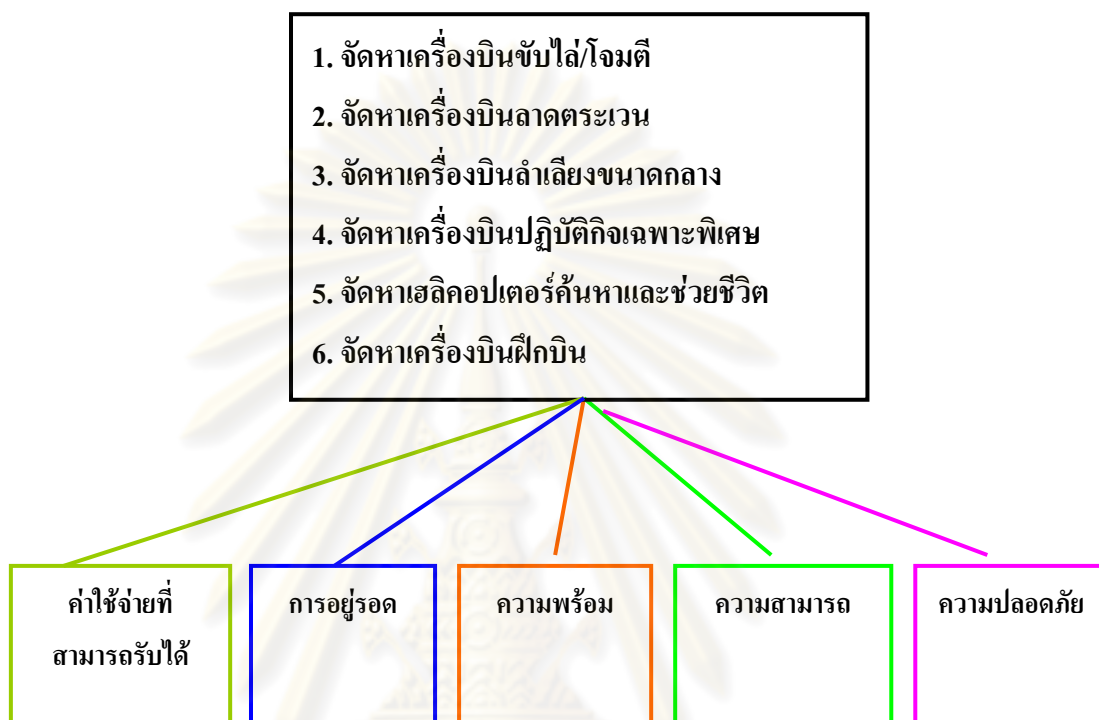 1. จัดหาเครื่องบินขับไล่/โจมตี
2. จัดหาเครื่องบินลาดตระเวน
3. จัดหาเครื่องบินลำเลียงขนาดกลาง
4. จัดหาเครื่องบินปฏิบัติกิจเฉพาะพิเศษ
5. จัดหาเฮลิคอปเตอร์ค้นหาและช่วยชีวิต
6. จัดหาเครื่องบินฝึกบิน
ค่าใช้จ่ายที่
สามารถรับได้
การอยู่รอด
ความพร้อม
ความสามารถ
ความปลอดภัย